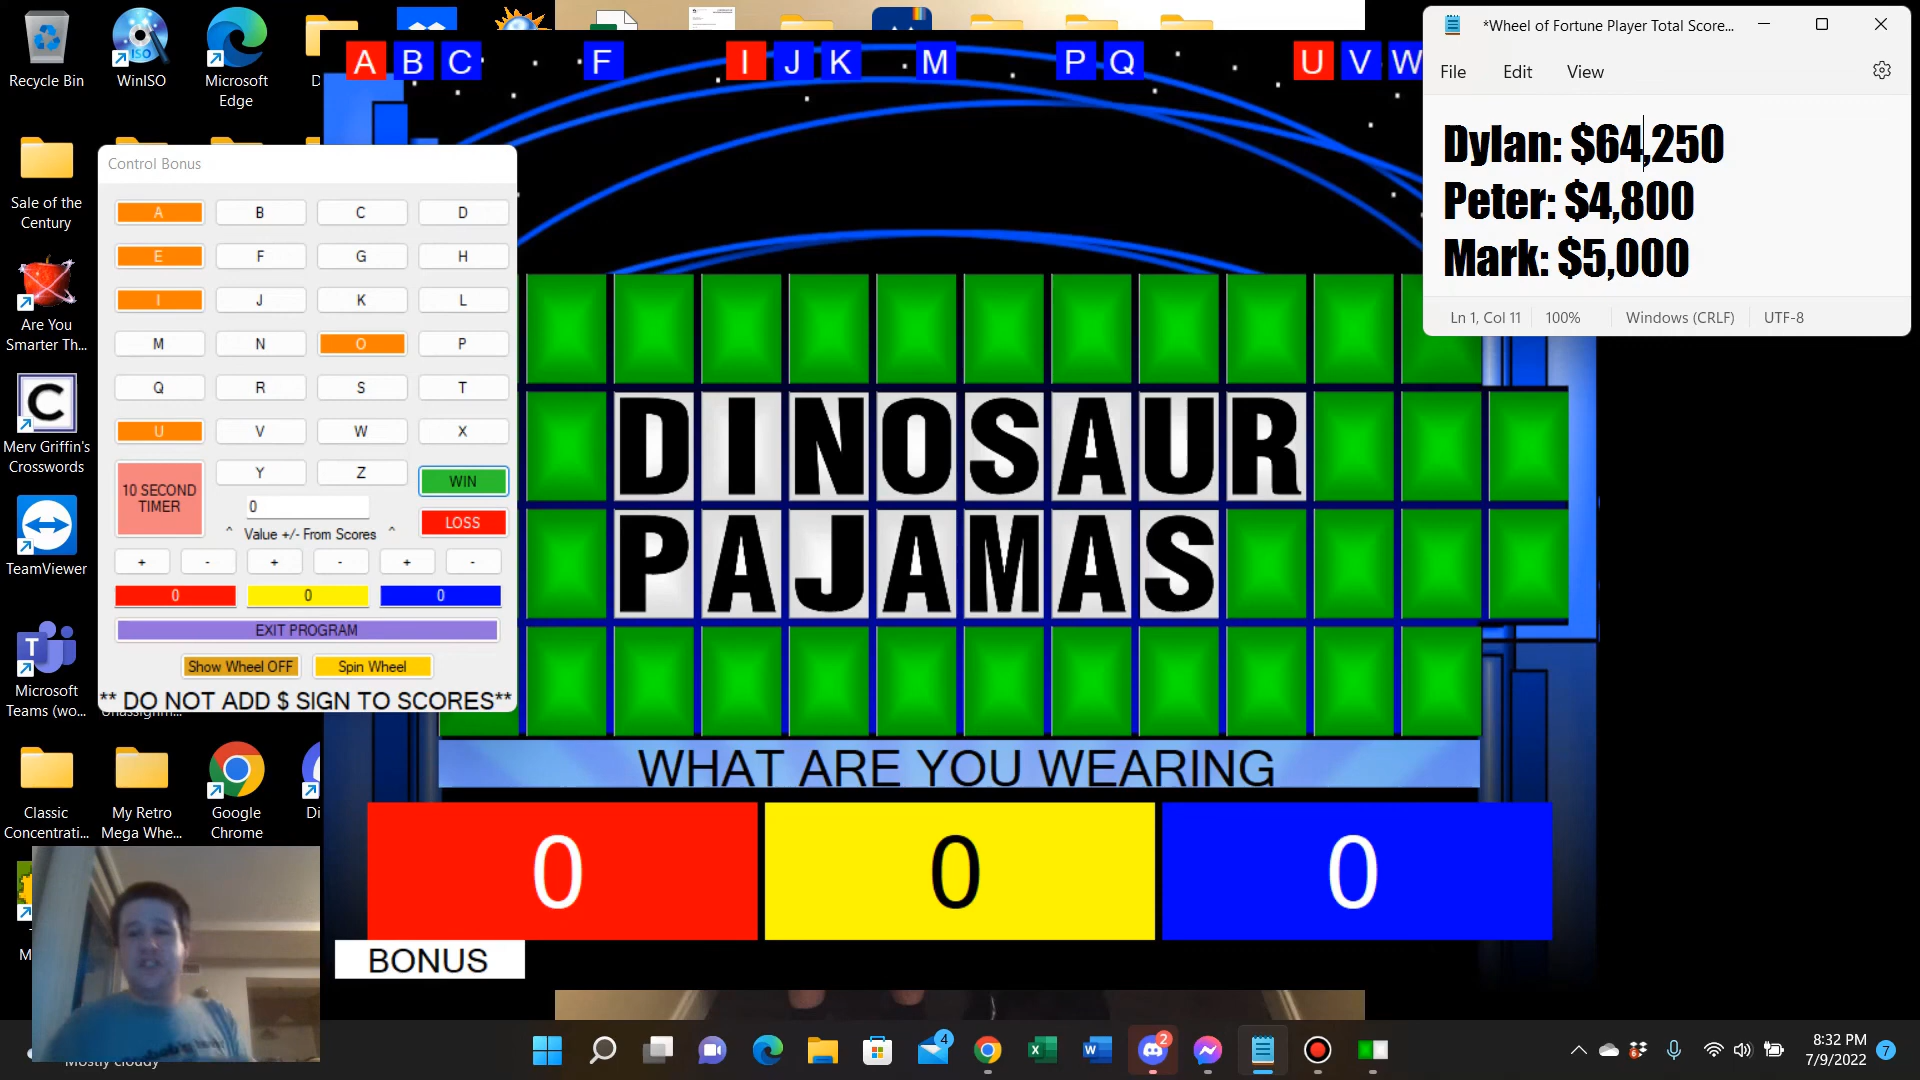 Recycle Bin
WinISO
Microsoft
Edge
A B C F I J K M P Q U V W
*Wheel of Fortune Player Total Score...
File Edit View
Dylan: $64,250
Peter: $4,800
Mark: $5,000
Ln 1, Col 11 100% Windows (CRLF) UTF-8
Sale of the
Century
Are You
Smarter Th...
Merv Griffin's
Crosswords
TeamViewer
Microsoft
Teams (wo...
Classic
Concentrati...
My Retro
Mega Whe...
Google
Chrome
Di
Control Bonus
A B C D
E F G H
I J K L
M N O P
Q R S T
U V W X
10 SECOND
TIMER
Y Z
WIN
0
LOSS
^ Value +/- From Scores ^
+ - + - + -
0 0 0
EXIT PROGRAM
Show Wheel OFF Spin Wheel
** DO NOT ADD $ SIGN TO SCORES**
DINOSAUR
PAJAMAS
WHAT ARE YOU WEARING
0 0 0
BONUS
Mostly cloudy
4
2
6
8:32 PM
7/9/2022
7